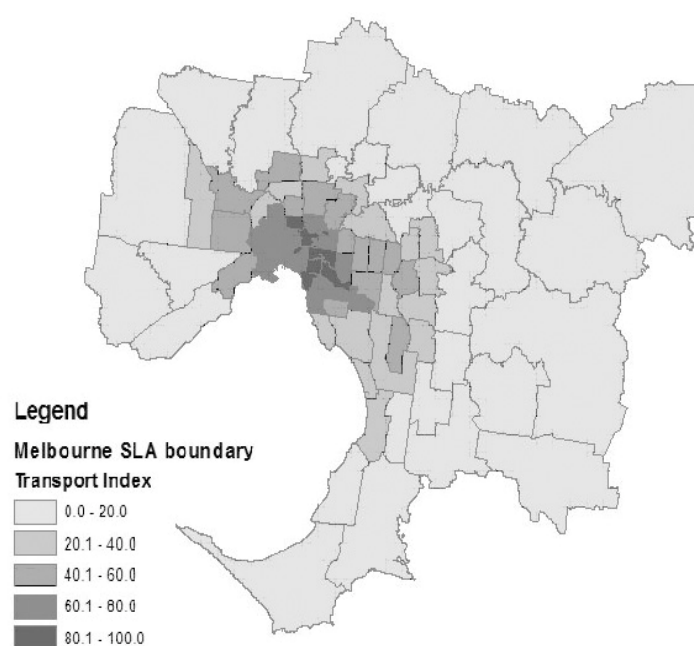 Legend
Melbourne SLA boundary
Transport Index
0.0 - 20.0
20.1 - 40.0
40.1 - 60.0
60.1 - 80.0
80.1 - 100.0